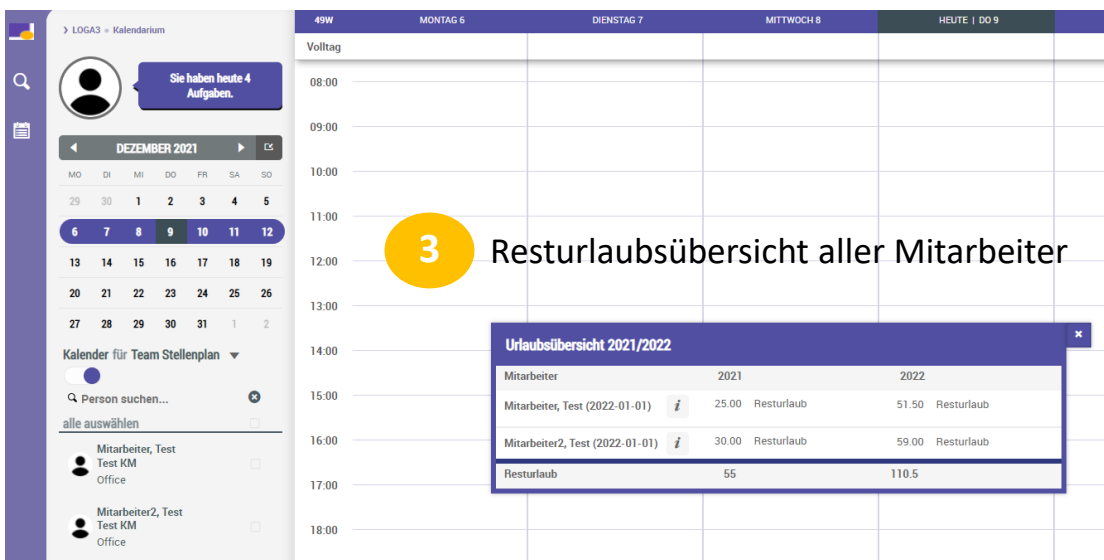 ❯ LOGA3 • Kalendarium
Sie haben heute 4
Aufgaben.
DEZEMBER 2021
MO DI MI DO FR SA SO
29 30 1 2 3 4 5
6 7 8 9 10 11 12
13 14 15 16 17 18 19
20 21 22 23 24 25 26
27 28 29 30 31 1 2
Kalender für Team Stellenplan
Person suchen...
alle auswählen
Mitarbeiter, Test
Test KM
Office
Mitarbeiter2, Test
Test KM
Office
49W MONTAG 6 DIENSTAG 7 MITTWOCH 8 HEUTE | DO 9
Volltag
08:00
09:00
10:00
11:00
12:00
13:00
14:00
15:00
16:00
17:00
18:00
3 Resturlaubsübersicht aller Mitarbeiter
Urlaubsübersicht 2021/2022
Mitarbeiter 2021 2022
Mitarbeiter, Test (2022-01-01) i 25.00 Resturlaub 51.50 Resturlaub
Mitarbeiter2, Test (2022-01-01) i 30.00 Resturlaub 59.00 Resturlaub
Resturlaub 55 110.5